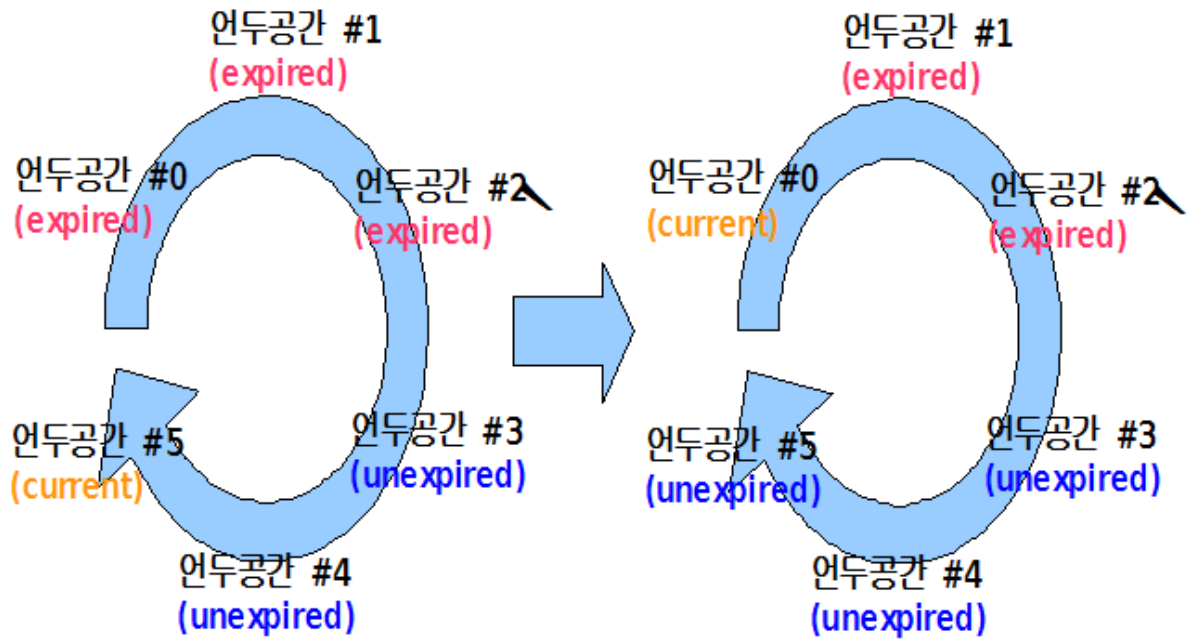 언두공간 #1
(expired)
언두공간 #0
(expired)
언두공간 #2
(expired)
언두공간 #3
(unexpired)
언두공간 #5
(current)
언두공간 #4
(unexpired)
언두공간 #1
(expired)
언두공간 #0
(current)
언두공간 #2
(expired)
언두공간 #3
(unexpired)
언두공간 #5
(unexpired)
언두공간 #4
(unexpired)